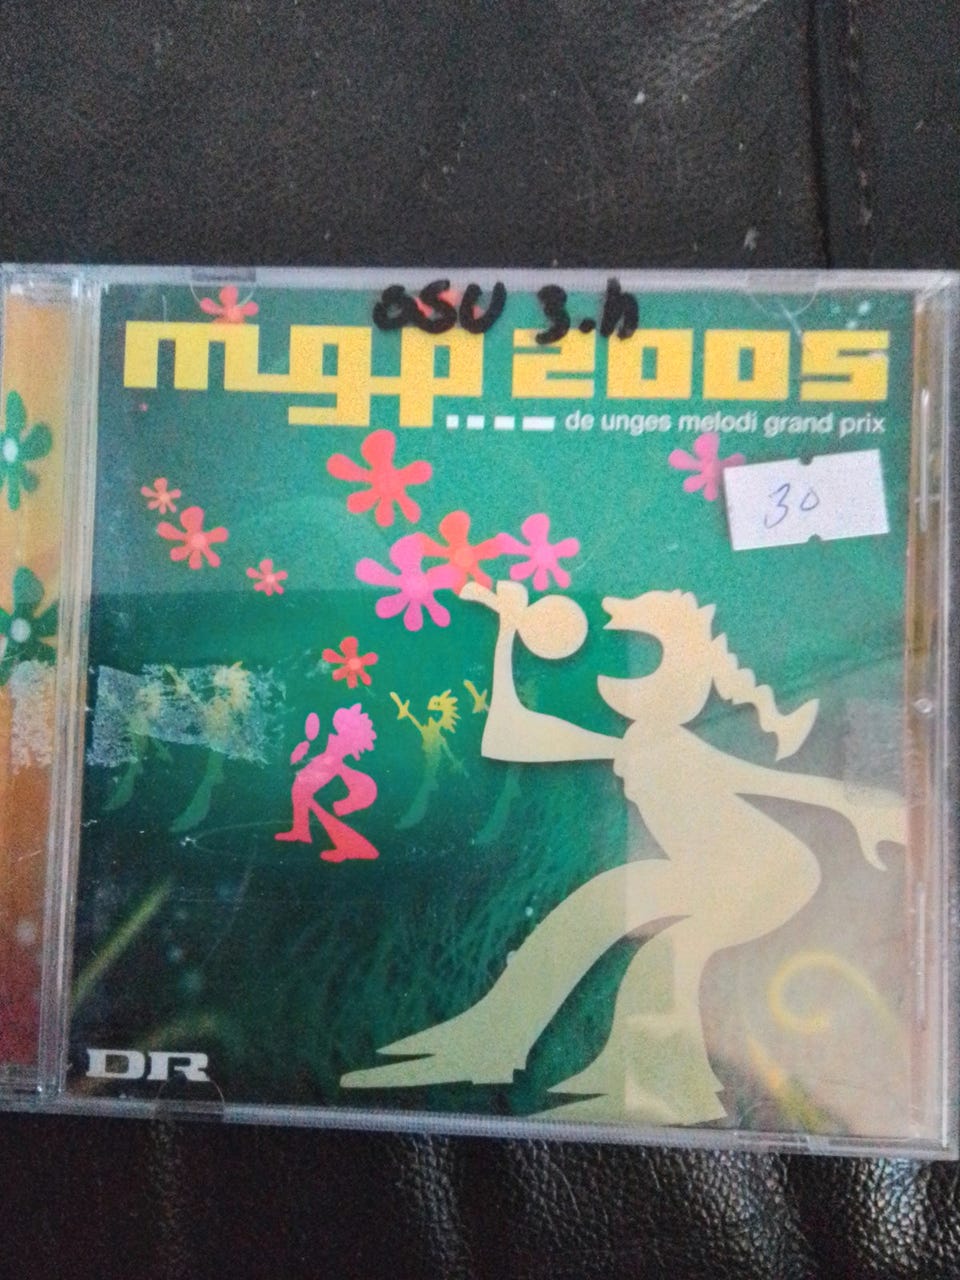 OSU 3.h
mgp 2005
de unges melodi grand prix
30
DR